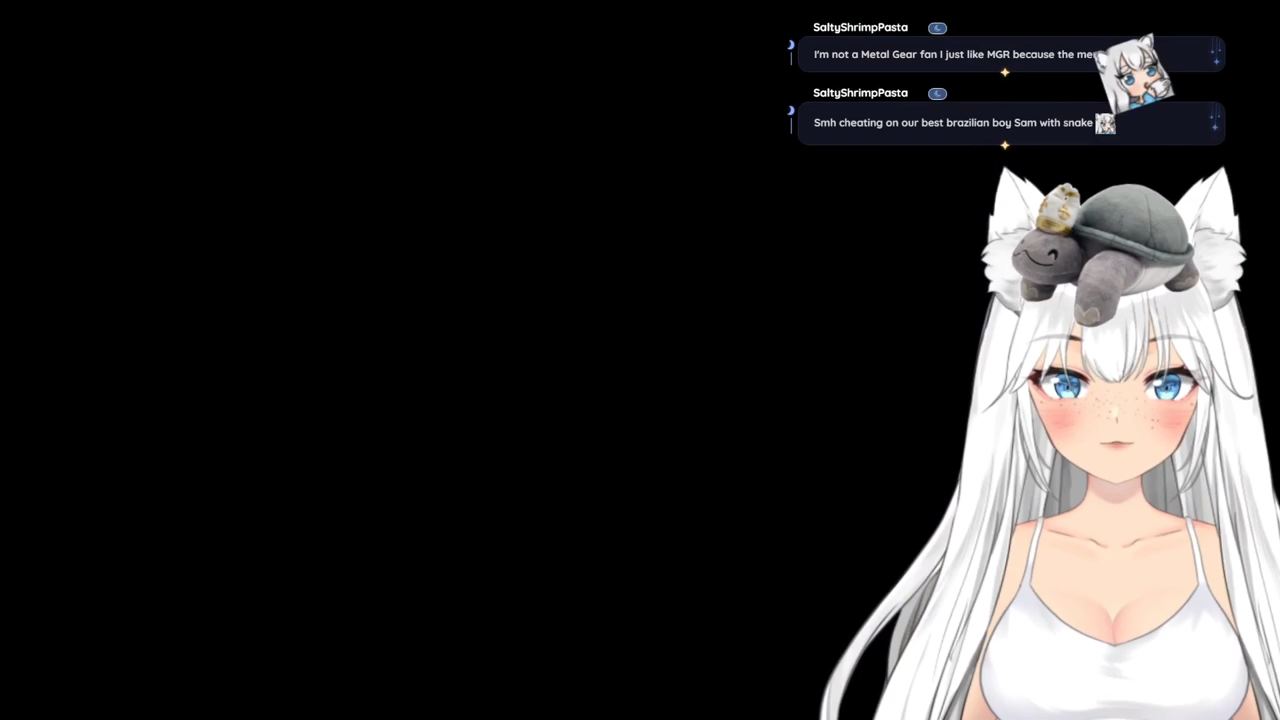 SaltyShrimpPasta
I'm not a Metal Gear fan I just like MGR because the
SaltyShrimpPasta
Smh cheating on our best brazilian boy Sam with snake